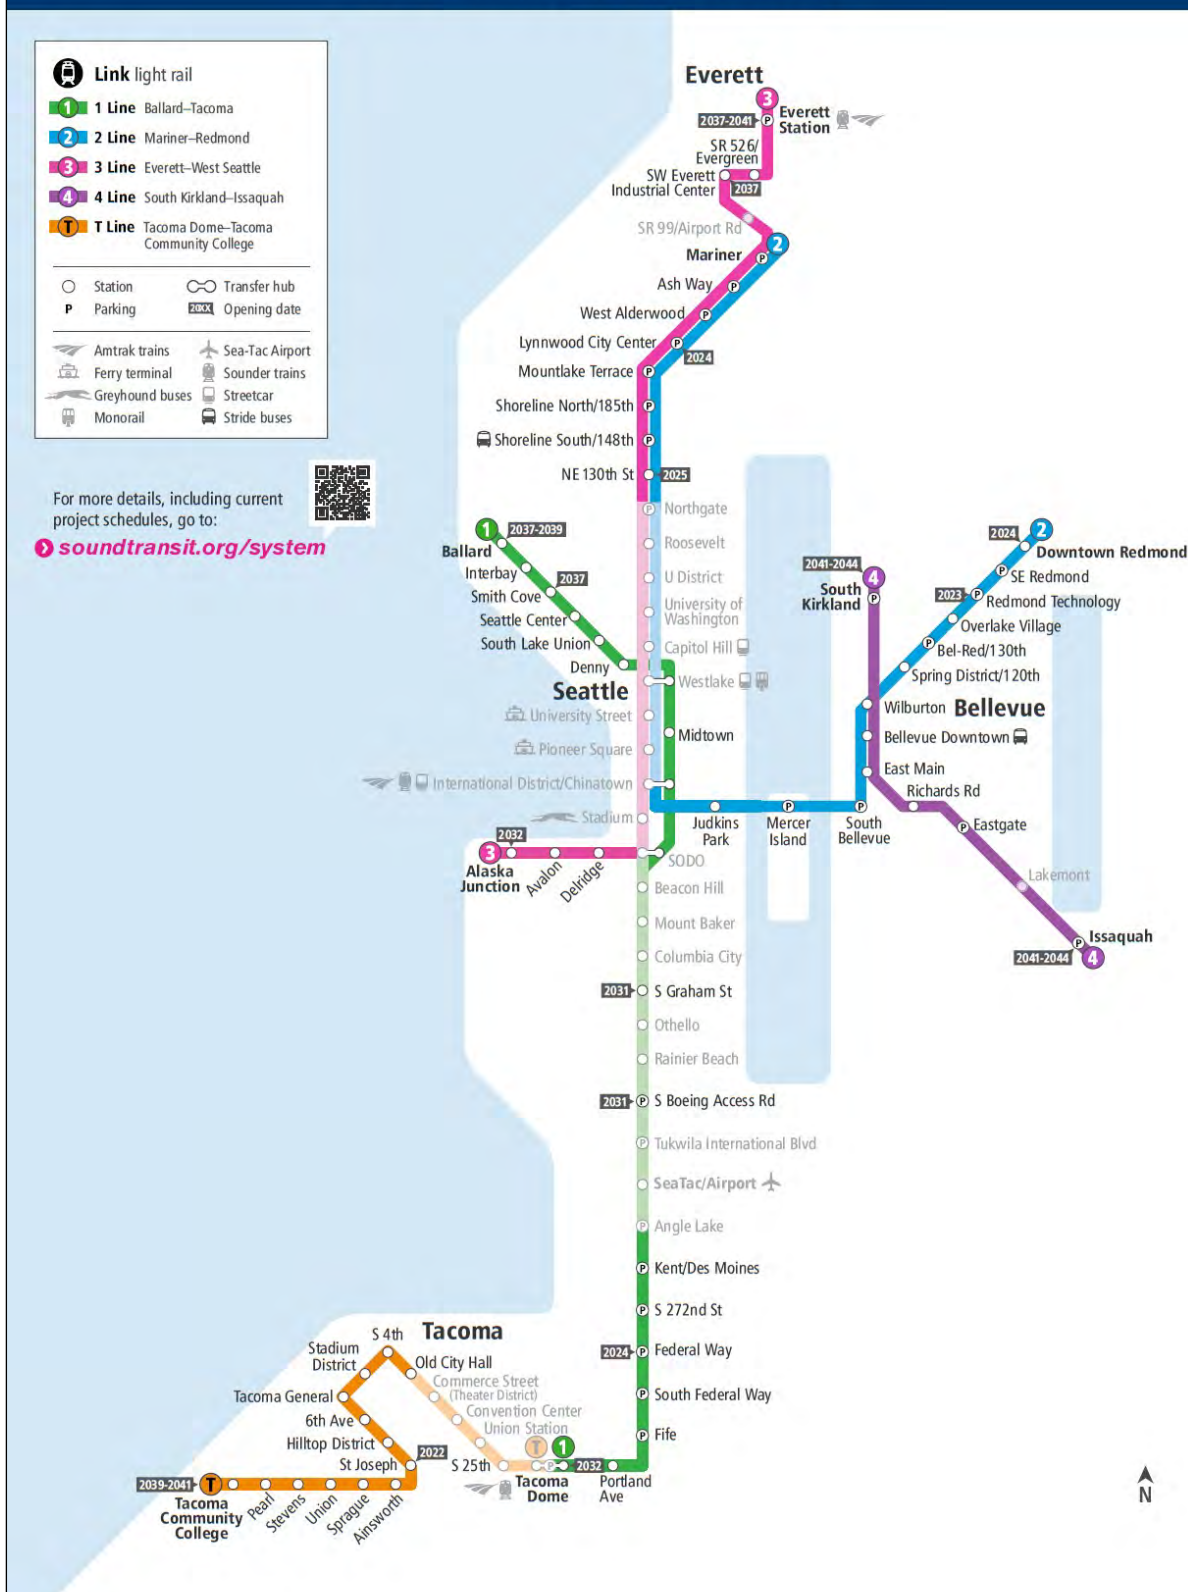 Link light rail
1 1 Line Ballard–Tacoma
2 2 Line Mariner–Redmond
3 3 Line Everett–West Seattle
4 4 Line South Kirkland–Issaquah
T T Line Tacoma Dome–Tacoma
Community College
Station
Transfer hub
P Parking
20XX Opening date
Amtrak trains
Sea-Tac Airport
Ferry terminal
Sounder trains
Greyhound buses
Streetcar
Monorail
Stride buses
For more details, including current
project schedules, go to:
soundtransit.org/system
Everett
3
2037-2041
P
Everett
Station
SR 526/
Evergreen
SW Everett
Industrial Center
2037
SR 99/Airport Rd
2
Mariner
P
Ash Way
P
West Alderwood
P
Lynnwood City Center
P
2024
Mountlake Terrace
P
Shoreline North/185th
P
Shoreline South/148th
P
NE 130th St
2025
P
Northgate
Roosevelt
U District
University of
Washington
Capitol Hill
Westlake
University Street
Pioneer Square
International District/Chinatown
Stadium
SODO
1
2037-2039
Ballard
Interbay
2037
Smith Cove
Seattle Center
South Lake Union
Denny
Seattle
Midtown
2032
3
Alaska
Junction
Avalon
Delridge
Judkins
Park
P
Mercer
Island
P
South
Bellevue
2041-2044
4
South
Kirkland
P
2024
2
Downtown Redmond
P
SE Redmond
2023
P
Redmond Technology
Overlake Village
P
Bel-Red/130th
Spring District/120th
Wilburton
Bellevue
Bellevue Downtown
East Main
Richards Rd
P
Eastgate
Lakemont
P
Issaquah
2041-2044
4
Beacon Hill
Mount Baker
Columbia City
2031
S Graham St
Othello
Rainier Beach
2031
P
S Boeing Access Rd
P
Tukwila International Blvd
SeaTac/Airport
P
Angle Lake
P
Kent/Des Moines
P
S 272nd St
2024
P
Federal Way
P
South Federal Way
P
Fife
Tacoma
S 4th
Stadium
District
Old City Hall
Commerce Street
(Theater District)
Tacoma General
Convention Center
6th Ave
Union Station
Hilltop District
2022
St Joseph
S 25th
T
1
P
2032
Tacoma
Dome
Portland
Ave
2039-2041
T
Tacoma
Community
College
Pearl
Stevens
Union
Sprague
Ainsworth
N